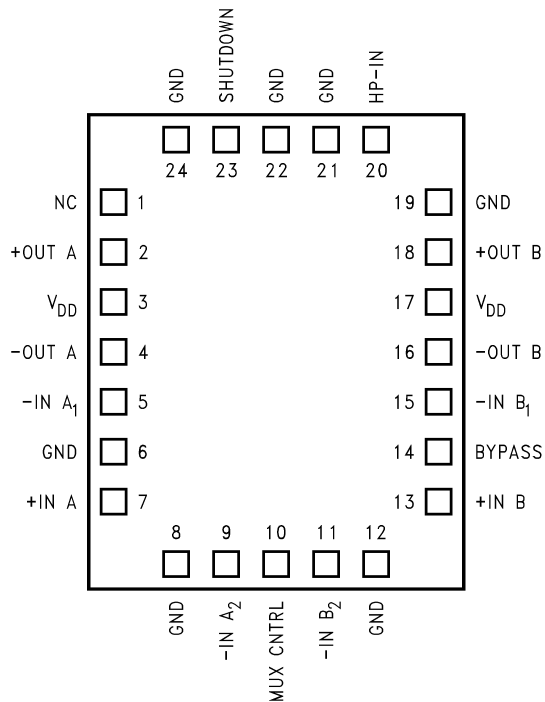 GND SHUTDOWN GND GND HP-IN
24 23 22 21 20
NC 1 19 GND
+OUT A 2 18 +OUT B
VDD 3 17 VDD
-OUT A 4 16 -OUT B
-IN A1 5 15 -IN B1
GND 6 14 BYPASS
+IN A 7 13 +IN B
8 9 10 11 12
GND -IN A2 MUX CNTRL -IN B2 GND